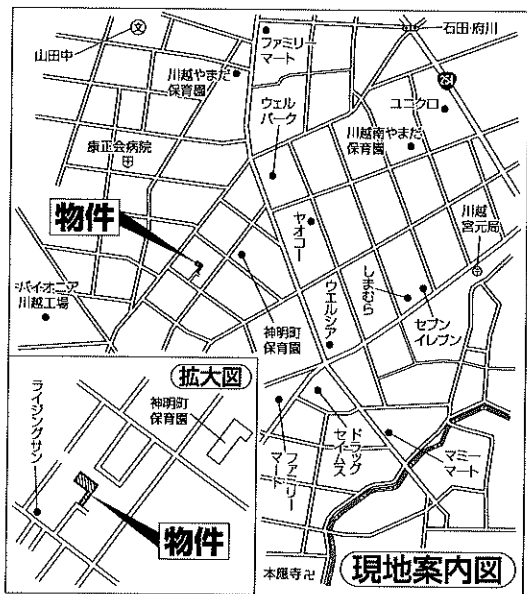 石田・府川
文
山田中
ファミリー
マート
川越やまだ
保育園
254
ユニクロ
ウェル
パーク
川越南やまだ
保育園
康正会病院
物件
ヤオコー
川越
宮元局
パイオニア
川越工場
神明町
保育園
ウエルシア
しまむら
セブン
イレブン
拡大図
ライジングサン
神明町
保育園
物件
ファミリー
マート
ドラッグ
セイムス
マミー
マート
本應寺卍
現地案内図